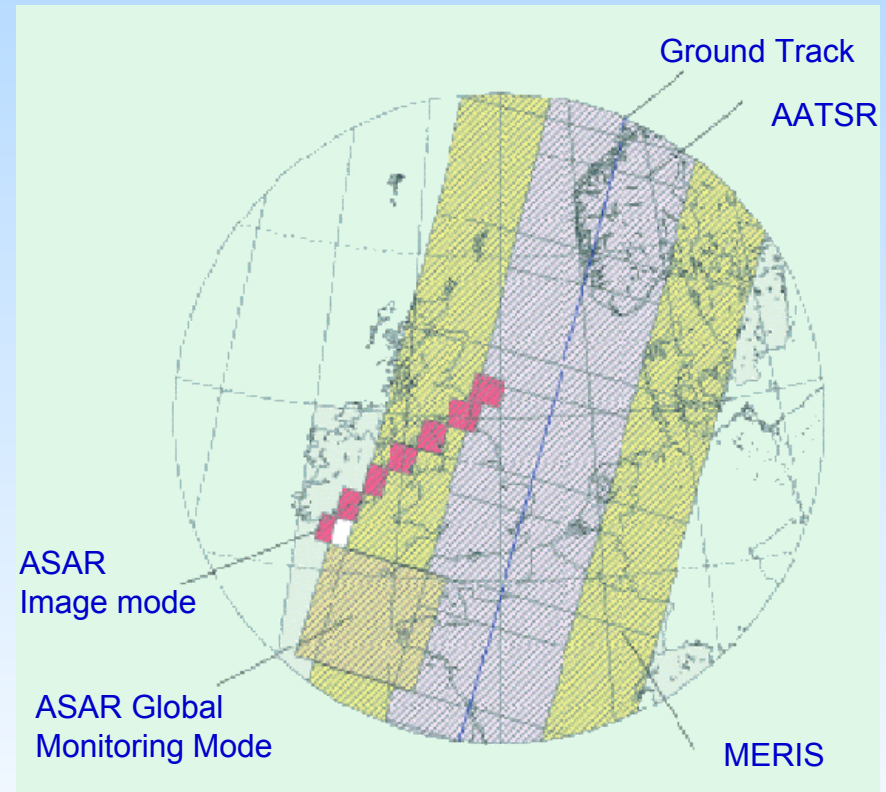 Ground Track
AATSR
ASAR
Image mode
ASAR Global
Monitoring Mode
MERIS